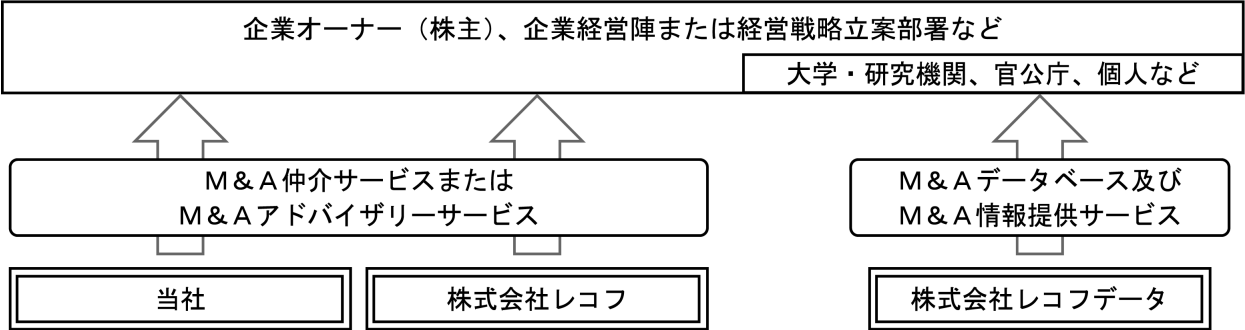 企業オーナー（株主）、企業経営陣または経営戦略立案部署など
大学・研究機関、官公庁、個人など
Ｍ＆Ａ仲介サービスまたは
Ｍ＆Ａアドバイザリーサービス
Ｍ＆Ａデータベース及び
Ｍ＆Ａ情報提供サービス
当社
株式会社レコフ
株式会社レコフデータ